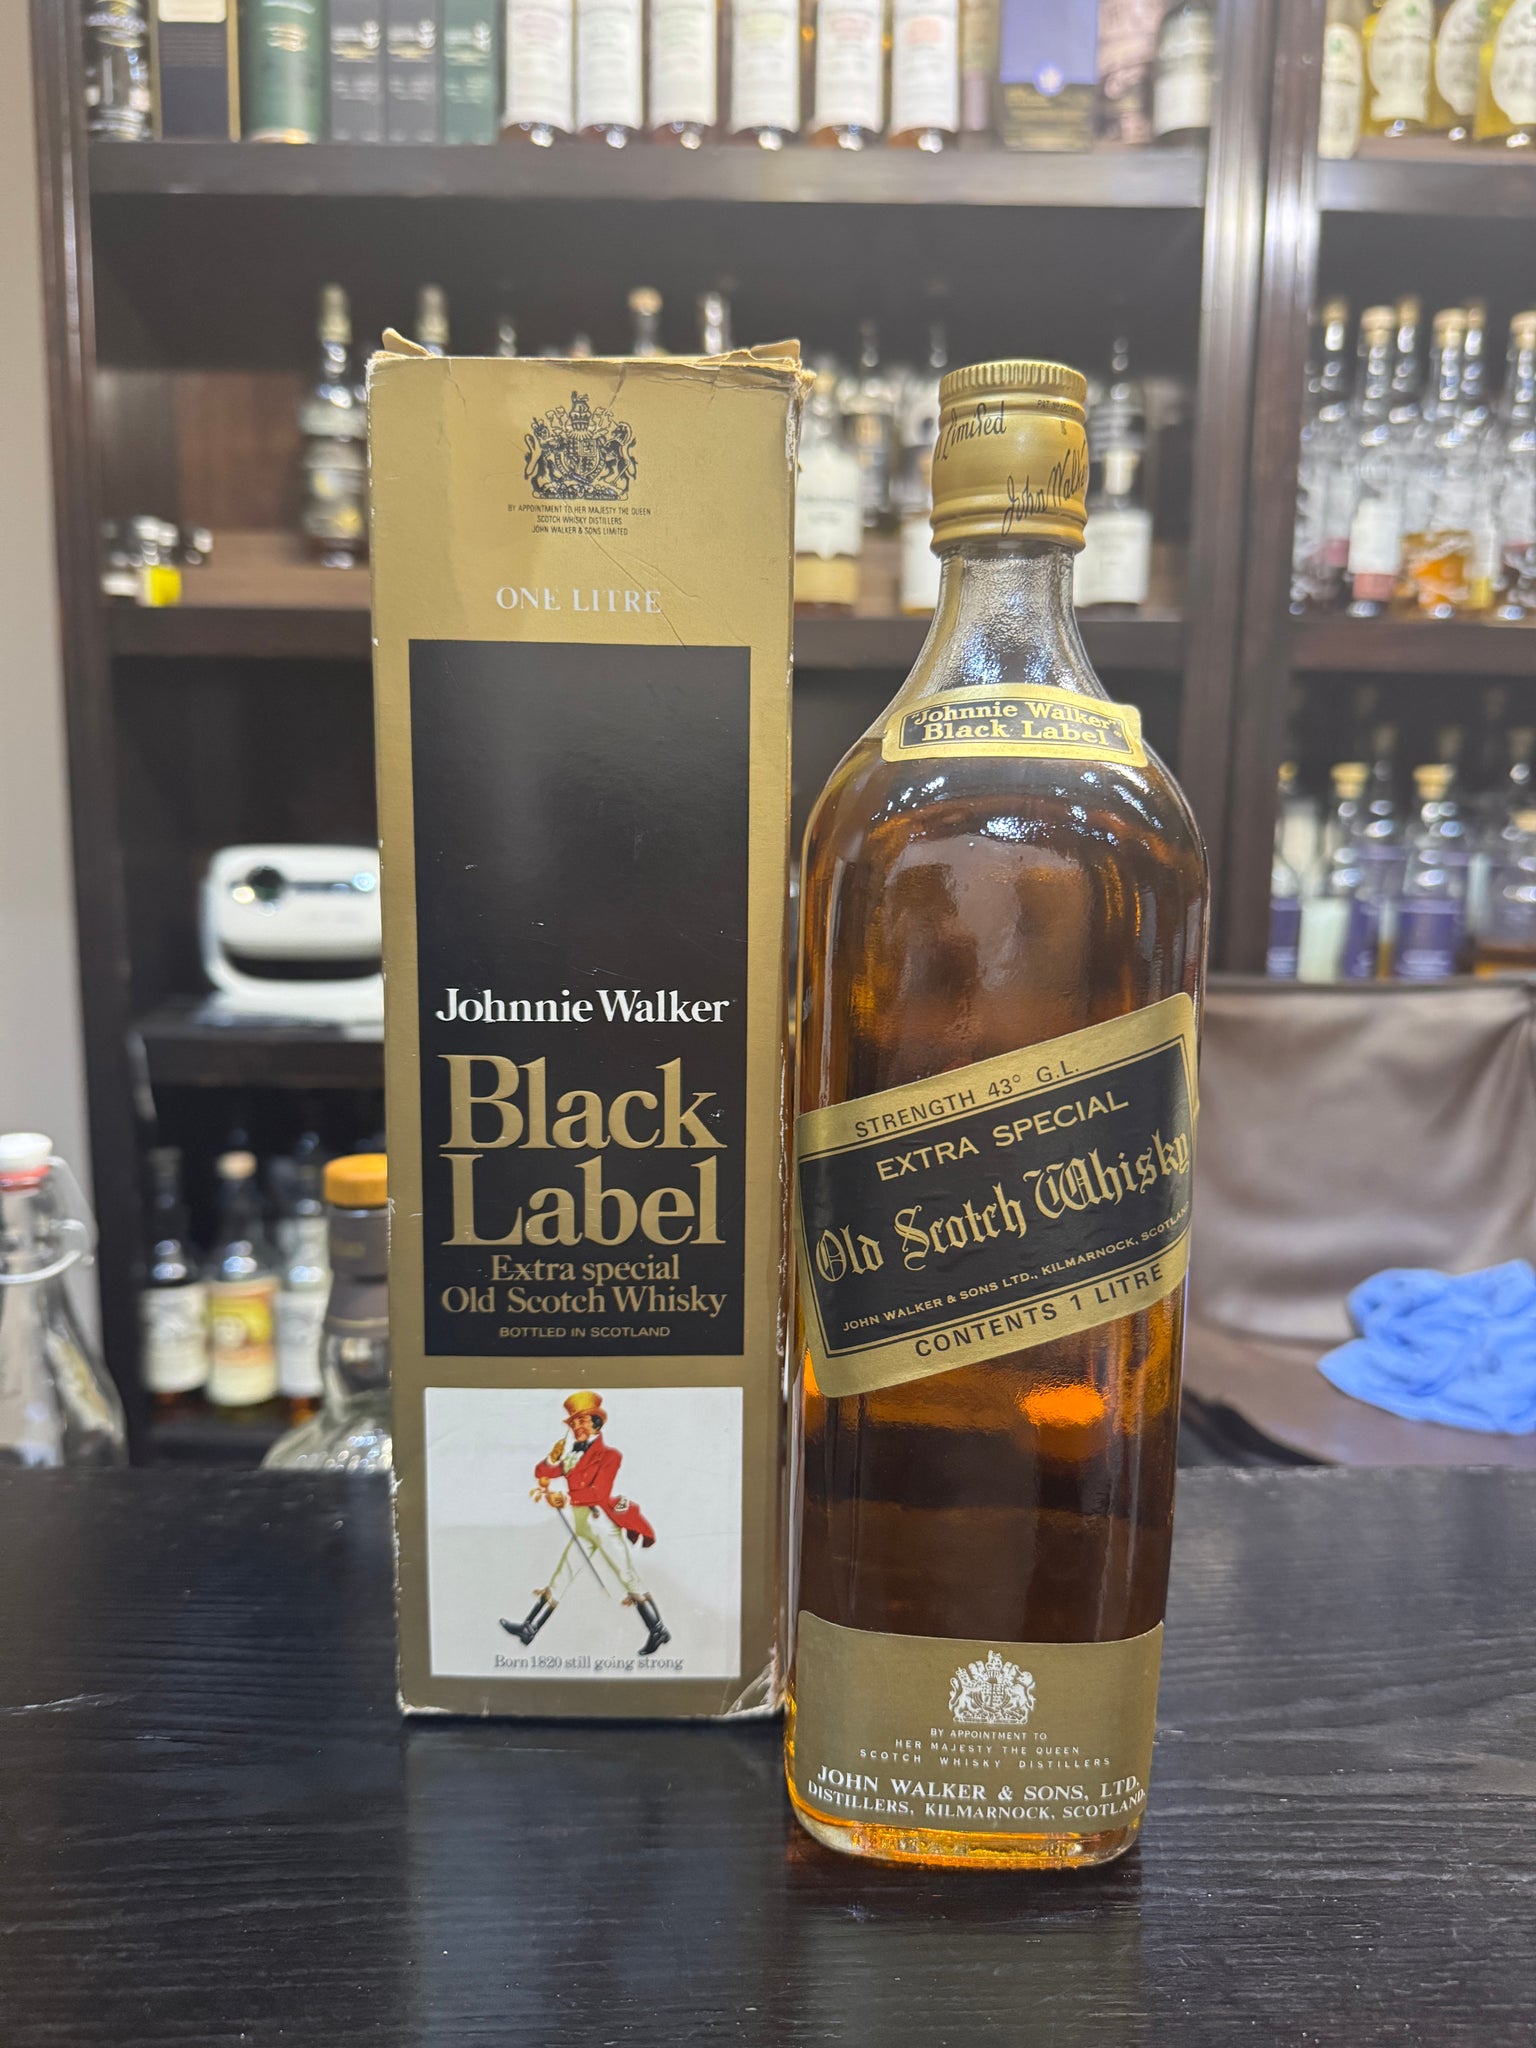 BY APPOINTMENT TO HER MAJESTY THE QUEEN
SCOTCH WHISKY DISTILLERS
JOHN WALKER & SONS LIMITED
ONE LITRE
Johnnie Walker
Black
Label
Extra special
Old Scotch Whisky
BOTTLED IN SCOTLAND
Born 1820 still going strong
Limited
John Walker
"Johnnie Walker"
Black Label
STRENGTH 43° G.L.
EXTRA SPECIAL
Old Scotch Whisky
JOHN WALKER & SONS LTD., KILMARNOCK, SCOTLAND
CONTENTS 1 LITRE
BY APPOINTMENT TO
HER MAJESTY THE QUEEN
SCOTCH WHISKY DISTILLERS
JOHN WALKER & SONS, LTD.
DISTILLERS, KILMARNOCK, SCOTLAND.